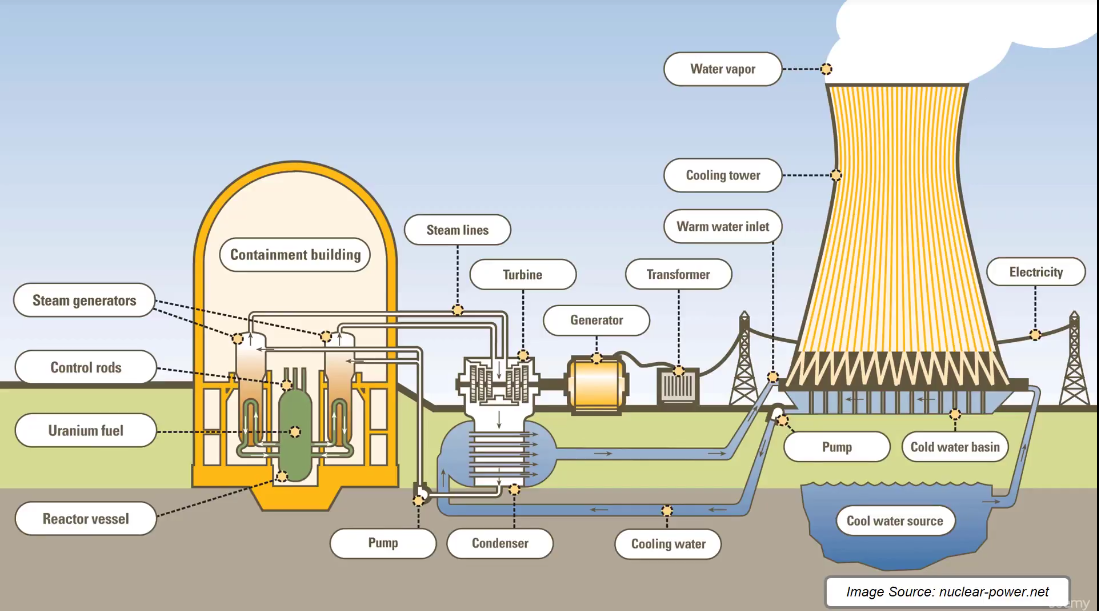 Water vapor
Cooling tower
Steam lines
Warm water inlet
Containment building
Turbine
Transformer
Electricity
Steam generators
Generator
Control rods
Uranium fuel
Pump
Cold water basin
Reactor vessel
Cool water source
Pump
Condenser
Cooling water
Image Source: nuclear-power.net